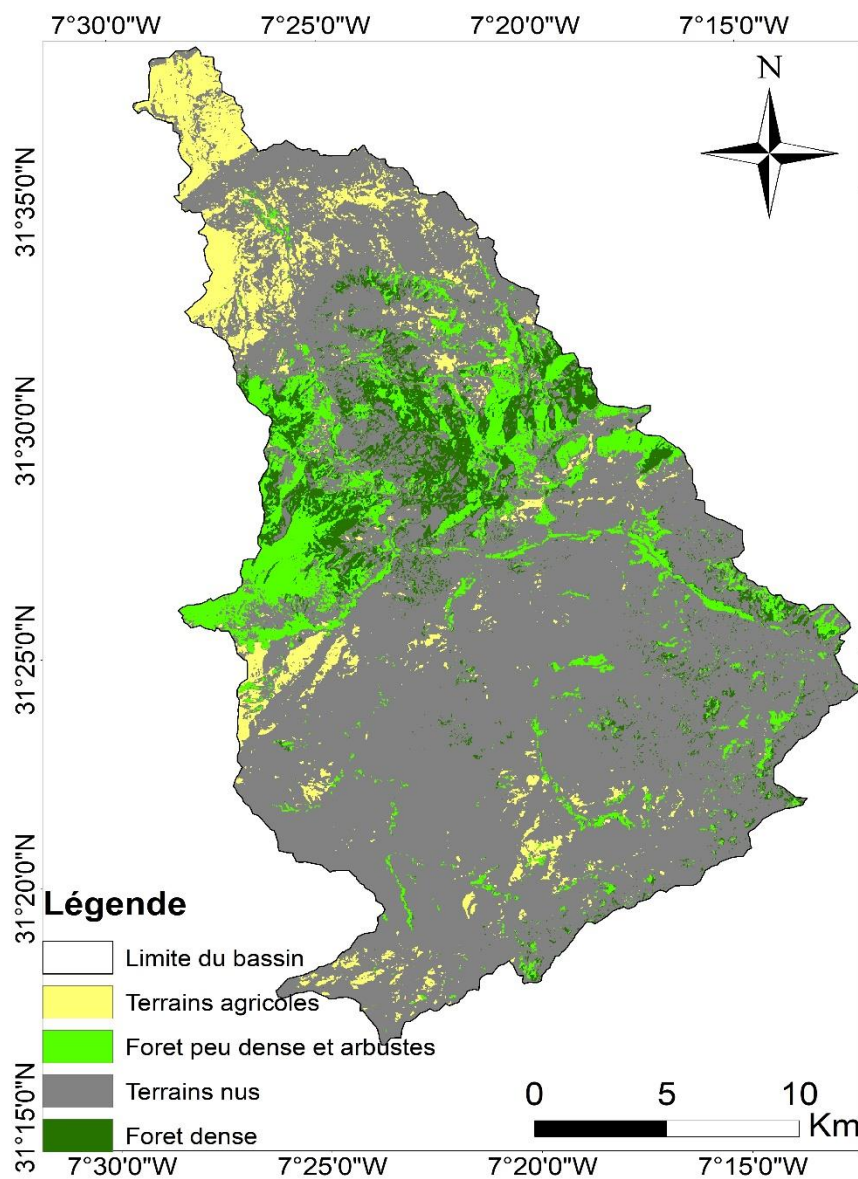 7°30'0"W 7°25'0"W 7°20'0"W 7°15'0"W
N
31°35'0"N
31°30'0"N
31°25'0"N
31°20'0"N
31°15'0"N
Légende
Limite du bassin
Terrains agricoles
Foret peu dense et arbustes
Terrains nus
Foret dense
0 5 10
Km
7°30'0"W 7°25'0"W 7°20'0"W 7°15'0"W